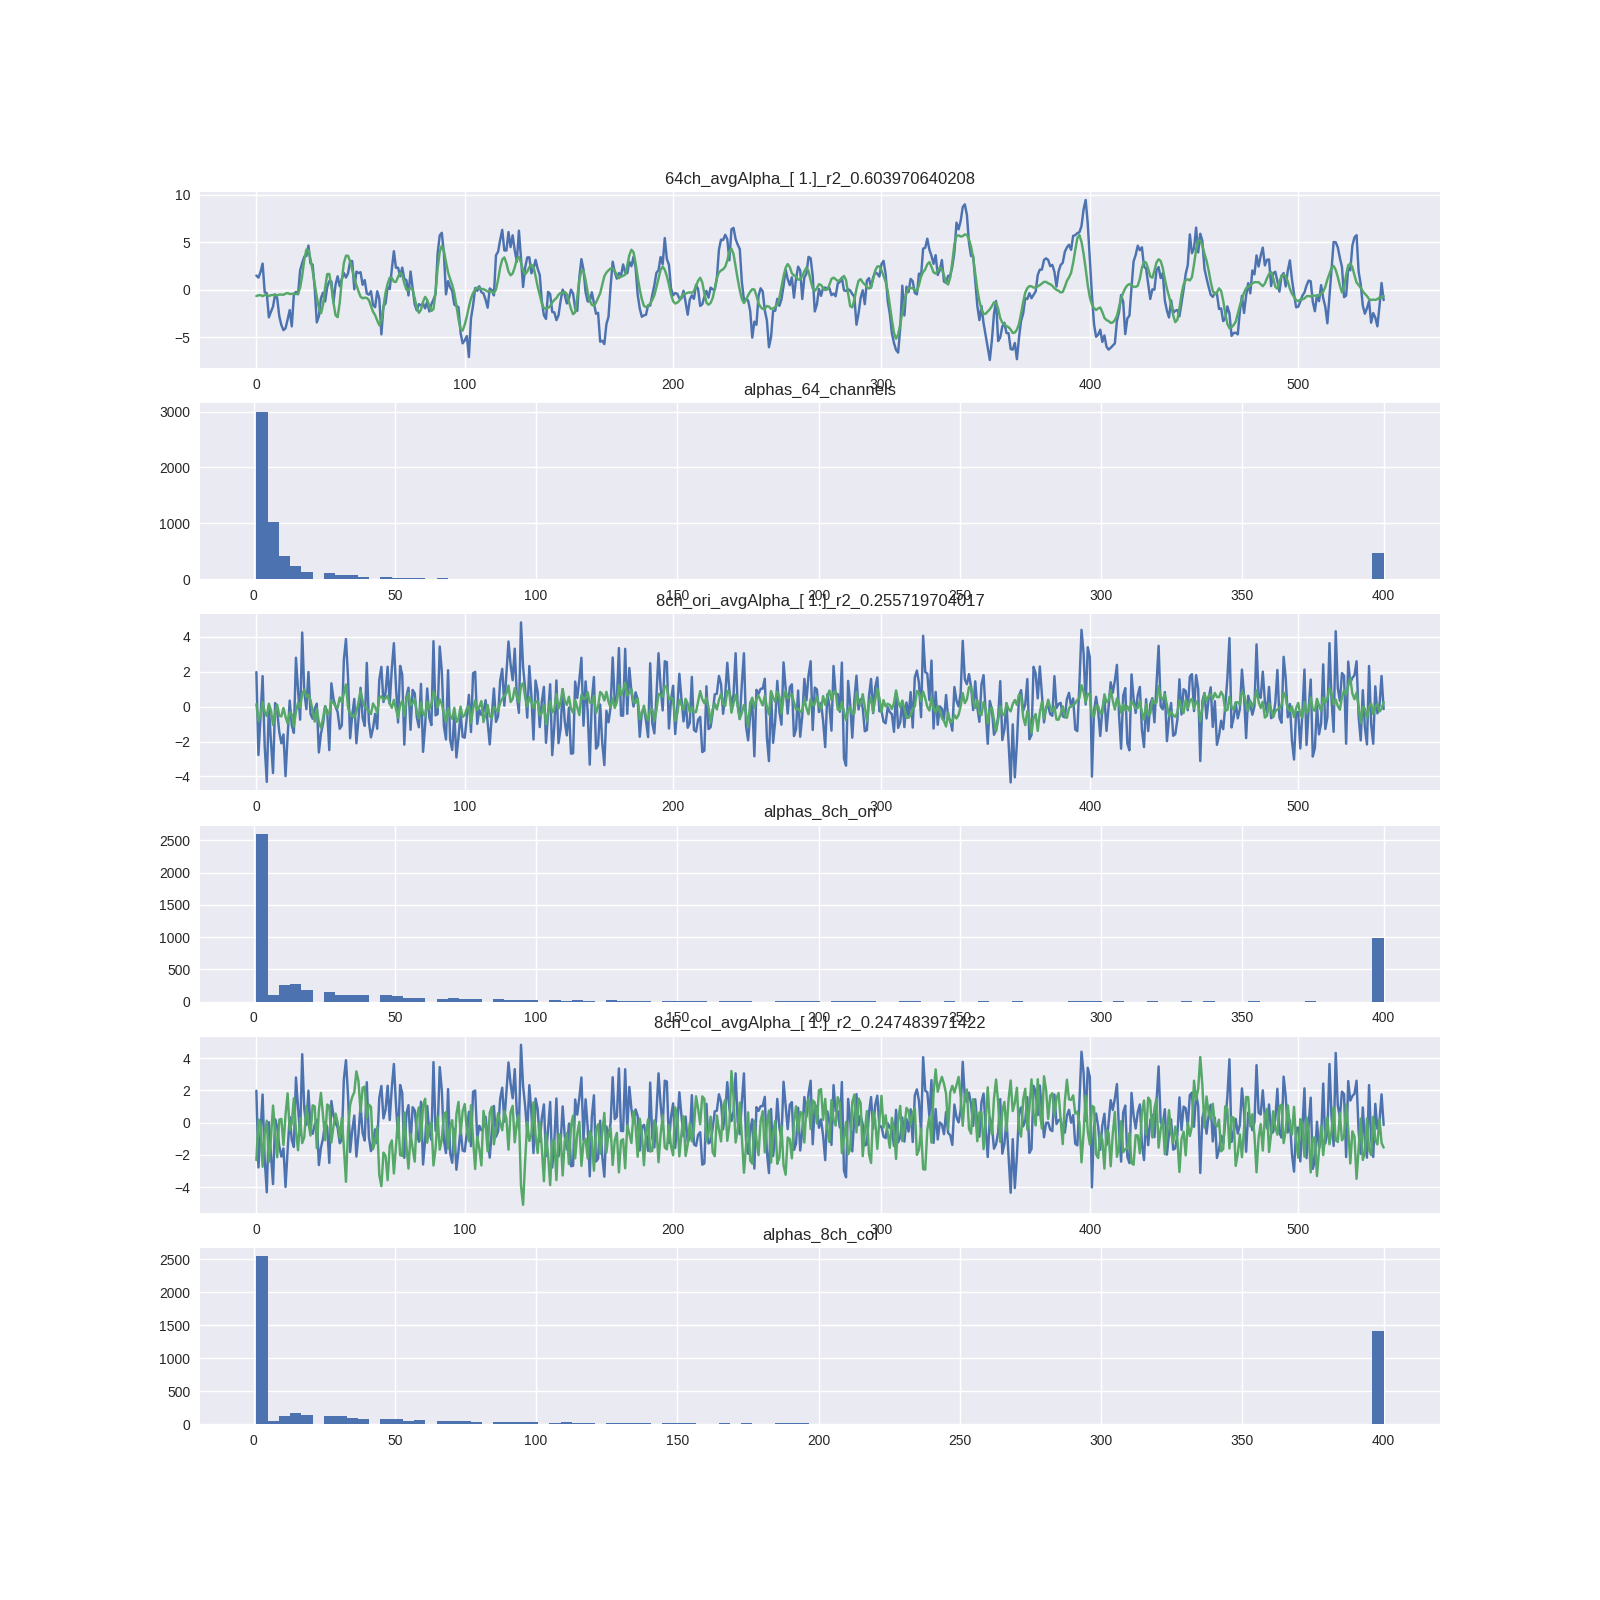 64ch_avgAlpha_[ 1.]_r2_0.603970640208
10
5
0
−5
0 100 200 300 400 500
alphas_64_channels
3000
2000
1000
0
0 50 100 150 200 250 300 350 400
8ch_ori_avgAlpha_[ 1.]_r2_0.255719704017
4
2
0
−2
−4
0 100 200 300 400 500
alphas_8ch_ori
2500
2000
1500
1000
500
0
0 50 100 150 200 250 300 350 400
8ch_col_avgAlpha_[ 1.]_r2_0.247483971422
4
2
0
−2
−4
0 100 200 300 400 500
alphas_8ch_col
2500
2000
1500
1000
500
0
0 50 100 150 200 250 300 350 400